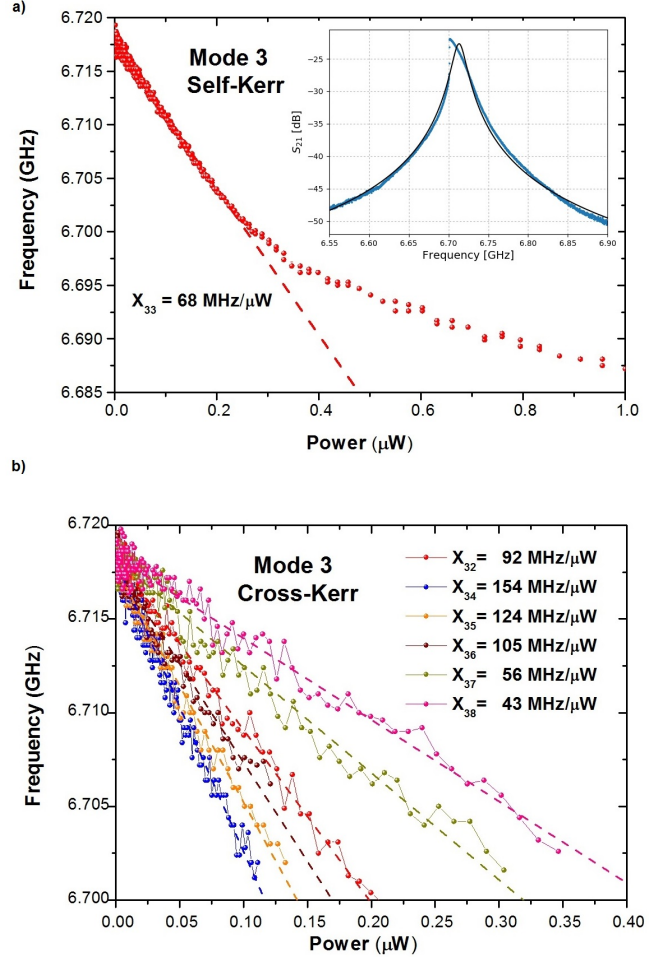 a)
6.720
6.715
6.710
6.705
6.700
6.695
6.690
6.685
Frequency (GHz)
Mode 3
Self-Kerr
X33 = 68 MHz/μW
−25
−30
−35
−40
−45
−50
S21 [dB]
6.55 6.60 6.65 6.70 6.75 6.80 6.85 6.90
Frequency [GHz]
0.0 0.2 0.4 0.6 0.8 1.0
Power (μW)
b)
6.720
6.715
6.710
6.705
6.700
Frequency (GHz)
Mode 3
Cross-Kerr
X32= 92 MHz/μW
X34= 154 MHz/μW
X35= 124 MHz/μW
X36= 105 MHz/μW
X37= 56 MHz/μW
X38= 43 MHz/μW
0.00 0.05 0.10 0.15 0.20 0.25 0.30 0.35 0.40
Power (μW)